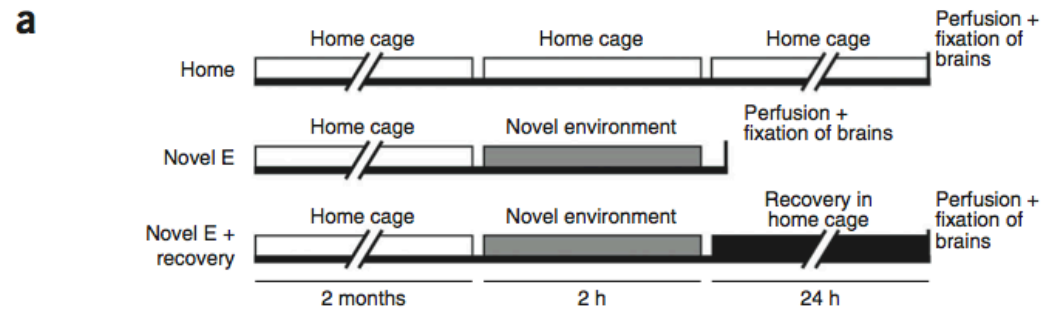 a
Home cage
Home cage
Home cage
Perfusion +
fixation of
brains
Home
Home cage
Novel environment
Perfusion +
fixation of brains
Novel E
Home cage
Novel environment
Recovery in
home cage
Perfusion +
fixation of
brains
Novel E +
recovery
2 months
2 h
24 h